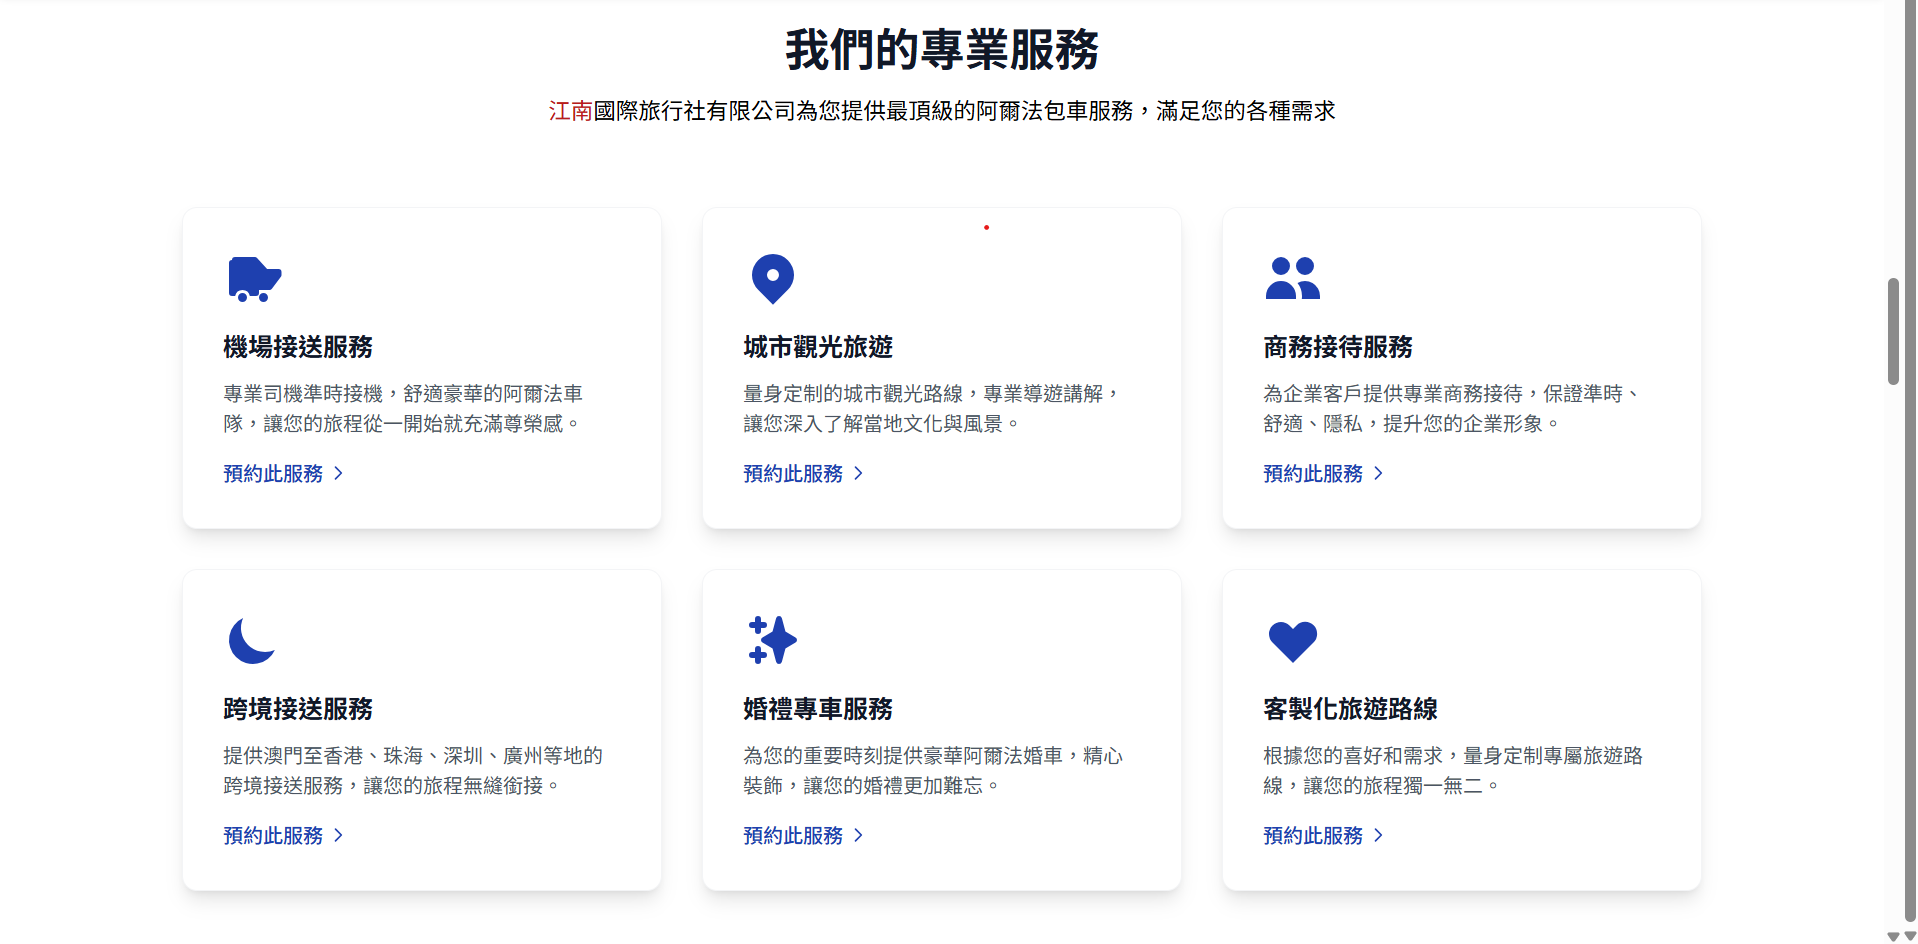 我們的專業服務
江南國際旅行社有限公司為您提供最頂級的阿爾法包車服務，滿足您的各種需求
機場接送服務
專業司機準時接機，舒適豪華的阿爾法車
隊，讓您的旅程從一開始就充滿尊榮感。
預約此服務
城市觀光旅遊
量身定制的城市觀光路線，專業導遊講解，
讓您深入了解當地文化與風景。
預約此服務
商務接待服務
為企業客戶提供專業商務接待，保證準時、
舒適、隱私，提升您的企業形象。
預約此服務
跨境接送服務
提供澳門至香港、珠海、深圳、廣州等地的
跨境接送服務，讓您的旅程無縫銜接。
預約此服務
婚禮專車服務
為您的重要時刻提供豪華阿爾法婚車，精心
裝飾，讓您的婚禮更加難忘。
預約此服務
客製化旅遊路線
根據您的喜好和需求，量身定制專屬旅遊路
線，讓您的旅程獨一無二。
預約此服務